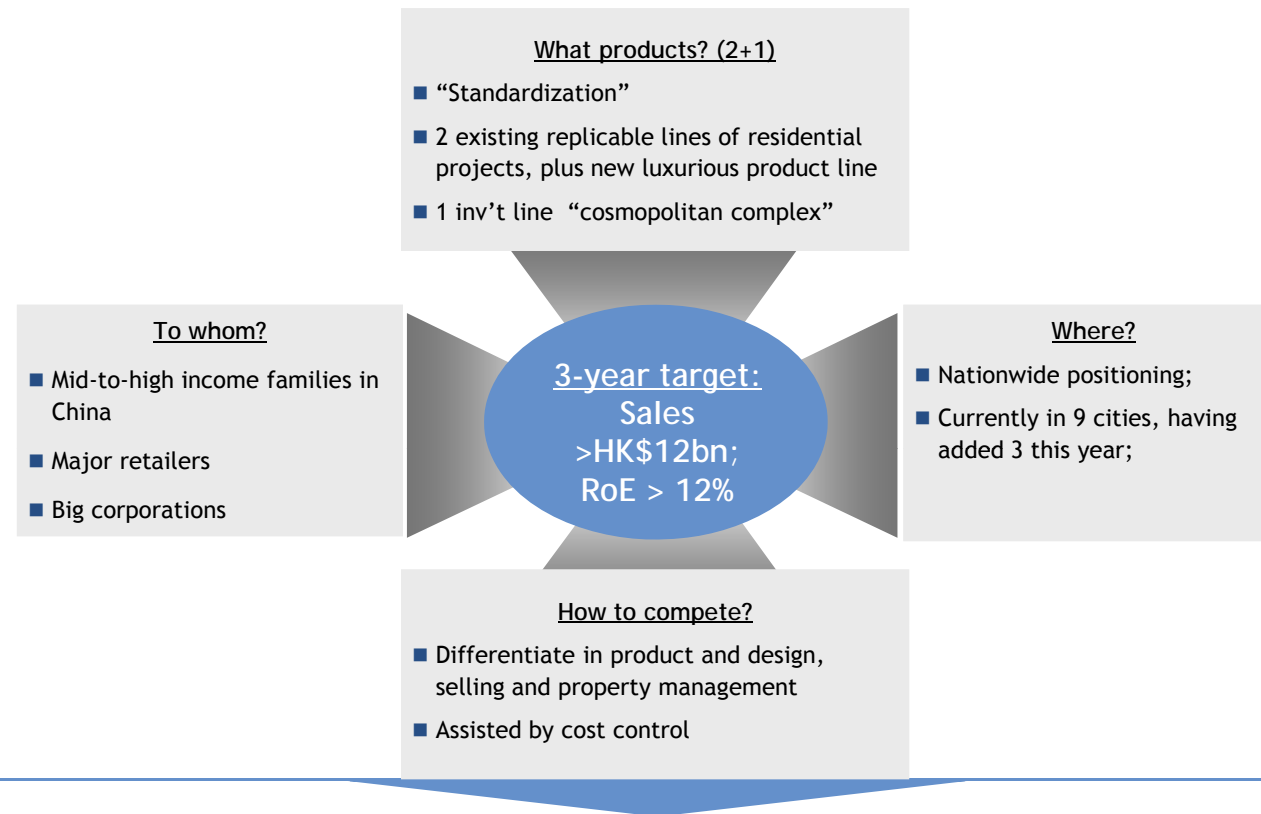 What products? (2+1)
“Standardization”
2 existing replicable lines of residential
projects, plus new luxurious product line
1 inv’t line “cosmopolitan complex”
To whom?
Mid-to-high income families in
China
Major retailers
Big corporations
3-year target:
Sales
>HK$12bn;
RoE > 12%
Where?
Nationwide positioning;
Currently in 9 cities, having
added 3 this year;
How to compete?
Differentiate in product and design,
selling and property management
Assisted by cost control